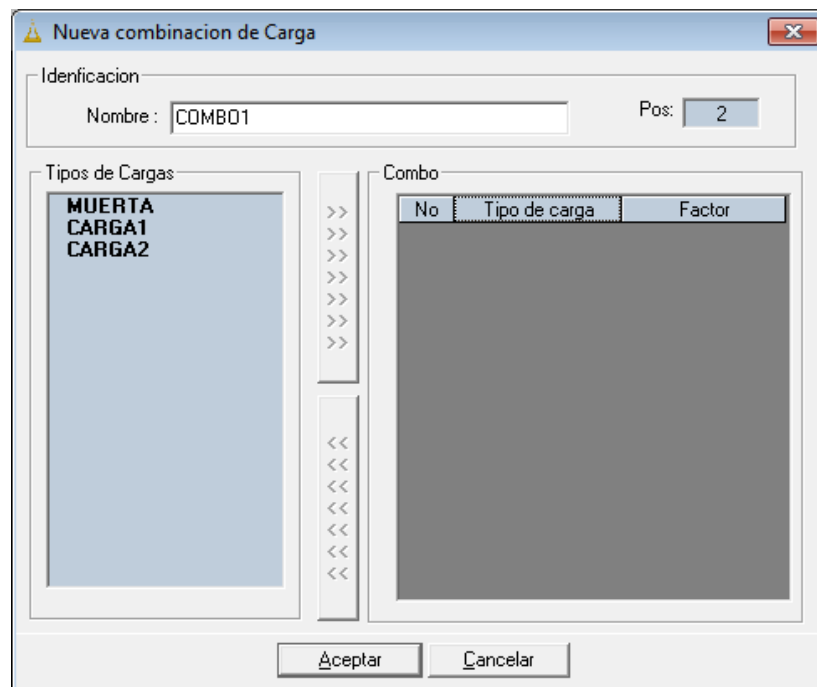 Nueva combinacion de Carga
Idenficacion
Nombre : COMBO1
Pos: 2
Tipos de Cargas
MUERTA
CARGA1
CARGA2
>>
>>
>>
>>
>>
>>
>>
<<
<<
<<
<<
<<
<<
<<
Combo
No Tipo de carga Factor
Aceptar Cancelar